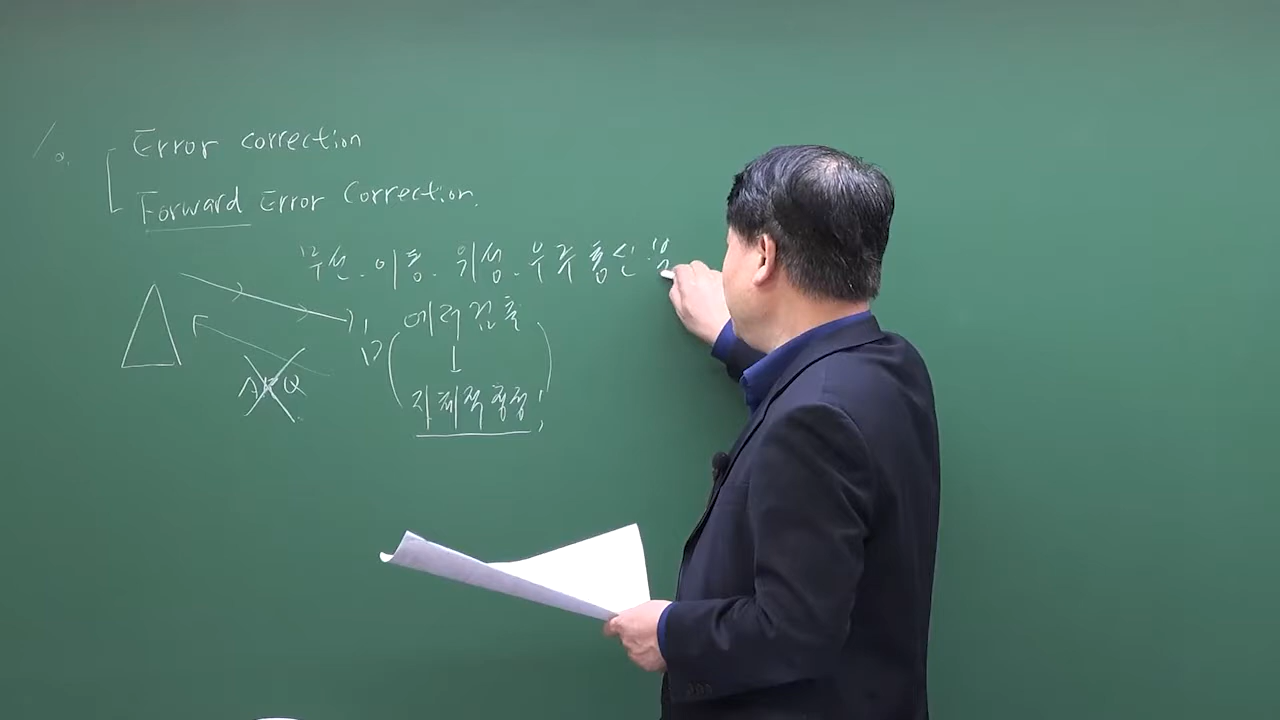 Error correction
Forward Error Correction.
무선. 이동. 위성. 우주통신
에러검출
↓
자체적 정정
ARQ